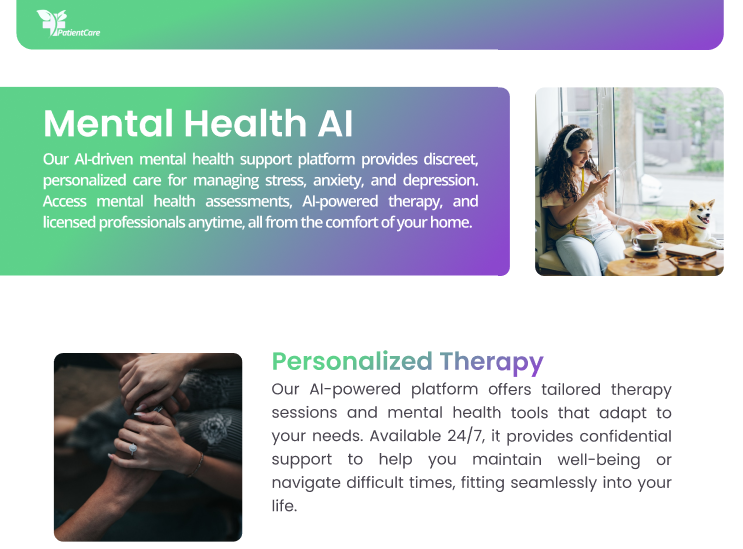 PatientCare
Mental Health AI
Our AI-driven mental health support platform provides discreet,
personalized care for managing stress, anxiety, and depression.
Access mental health assessments, AI-powered therapy, and
licensed professionals anytime, all from the comfort of your home.
Personalized Therapy
Our AI-powered platform offers tailored therapy
sessions and mental health tools that adapt to
your needs. Available 24/7, it provides confidential
support to help you maintain well-being or
navigate difficult times, fitting seamlessly into your
life.